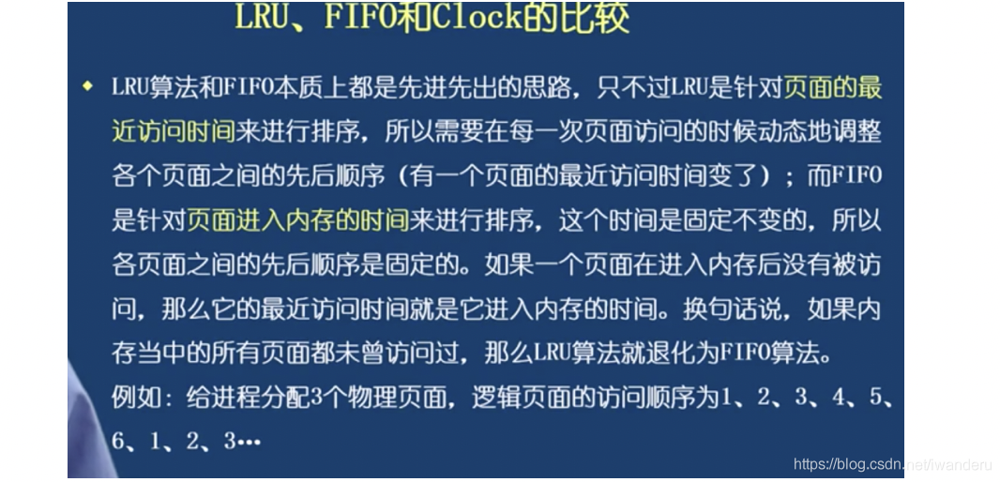 LRU、FIFO和Clock的比较
LRU算法和FIFO本质上都是先进先出的思路，只不过LRU是针对页面的最
近访问时间来进行排序，所以需要在每一次页面访问的时候动态地调整
各个页面之间的先后顺序（有一个页面的最近访问时间变了）；而FIFO
是针对页面进入内存的时间来进行排序，这个时间是固定不变的，所以
各页面之间的先后顺序是固定的。如果一个页面在进入内存后没有被访
问，那么它的最近访问时间就是它进入内存的时间。换句话说，如果内
存当中的所有页面都未曾访问过，那么LRU算法就退化为FIFO算法。
例如：给进程分配3个物理页面，逻辑页面的访问顺序为1、2、3、4、5、
6、1、2、3…
https://blog.csdn.net/iwanderu